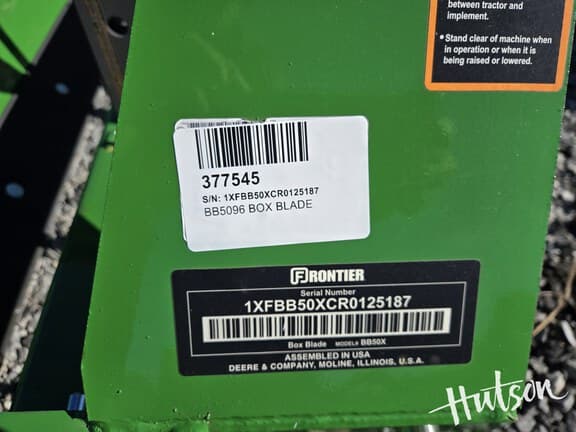 between tractor and
implement.
• Stand clear of machine when
in operation or when it is
being raised or lowered.
377545
S/N: 1XFBB50XCR0125187
BB5096 BOX BLADE
FRONTIER
Serial Number
1XFBB50XCR0125187
Box Blade MODEL# BB50X
ASSEMBLED IN USA
DEERE & COMPANY, MOLINE, ILLINOIS, U.S.A.
Hutson